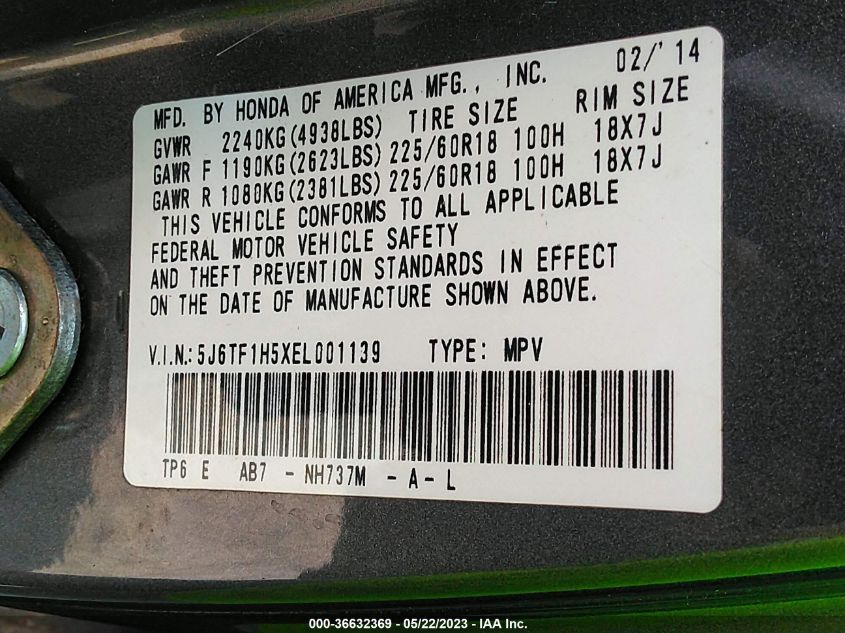 MFD. BY HONDA OF AMERICA MFG., INC. 02/'14
GVWR 2240KG(4938LBS) TIRE SIZE RIM SIZE
GAWR F 1190KG(2623LBS) 225/60R18 100H 18X7J
GAWR R 1080KG(2381LBS) 225/60R18 100H 18X7J
THIS VEHICLE CONFORMS TO ALL APPLICABLE
FEDERAL MOTOR VEHICLE SAFETY
AND THEFT PREVENTION STANDARDS IN EFFECT
ON THE DATE OF MANUFACTURE SHOWN ABOVE.
V.I.N.: 5J6TF1H5XEL001139 TYPE: MPV
TP6 E AB7 - NH737M - A - L
000-36632369 - 05/22/2023 - IAA Inc.